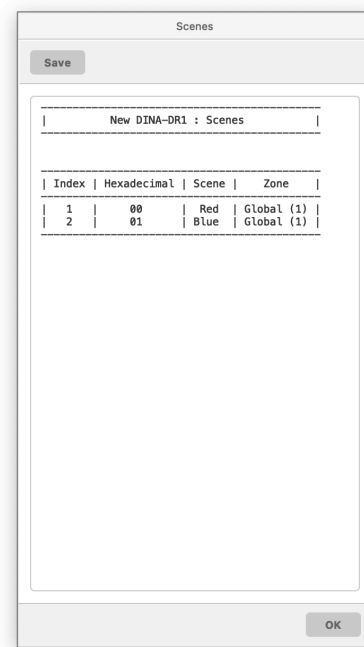 Scenes
Save
| New DINA-DR1 : Scenes |
| Index | Hexadecimal | Scene | Zone |
| 1 | 00 | Red | Global (1) |
| 2 | 01 | Blue | Global (1) |
OK